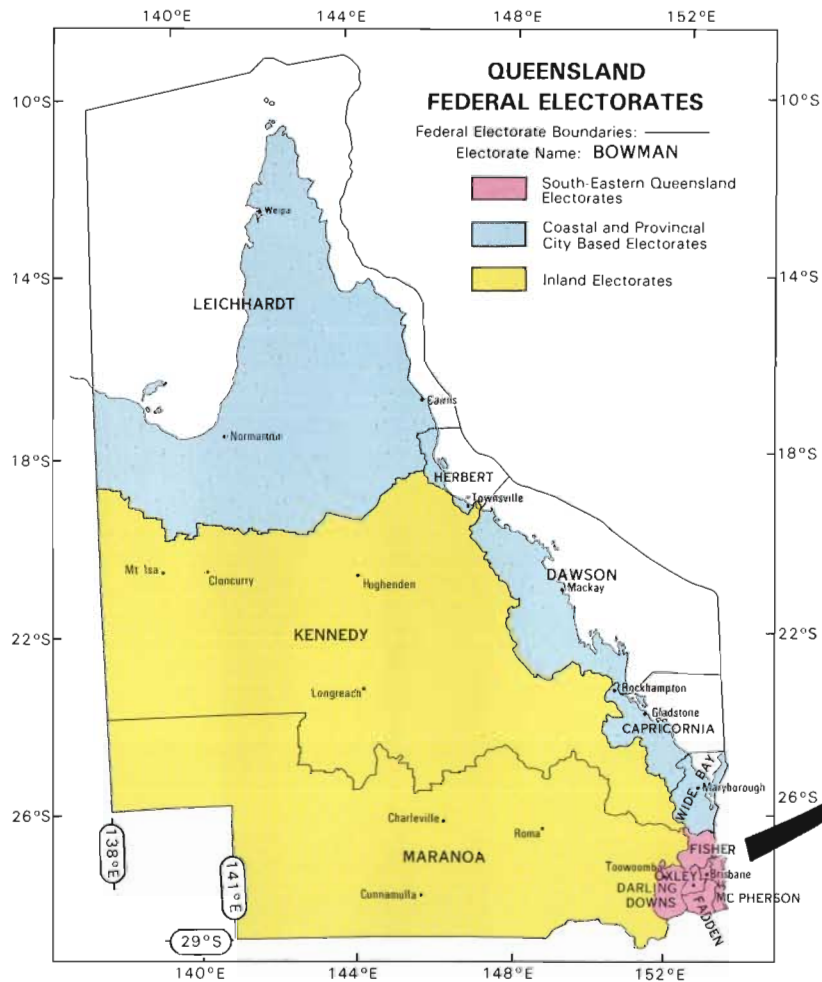 140°E
144°E
148°E
152°E
QUEENSLAND
FEDERAL ELECTORATES
Federal Electorate Boundaries:
Electorate Name: BOWMAN
South-Eastern Queensland
Electorates
Coastal and Provincial
City Based Electorates
Inland Electorates
10°S
10°S
Weipa
14°S
14°S
LEICHHARDT
Cairns
Normanton
18°S
18°S
HERBERT
Townsville
Mt Isa
Cloncurry
Hughenden
DAWSON
Mackay
22°S
22°S
KENNEDY
Longreach
Rockhampton
Gladstone
CAPRICORNIA
WIDE BAY
Maryborough
26°S
26°S
Charleville
Roma
138°E
141°E
MARANOA
FISHER
Toowoomba
OXLEY
Brisbane
Cunnamulla
DARLING
DOWNS
MC PHERSON
FADDEN
29°S
140°E
144°E
148°E
152°E